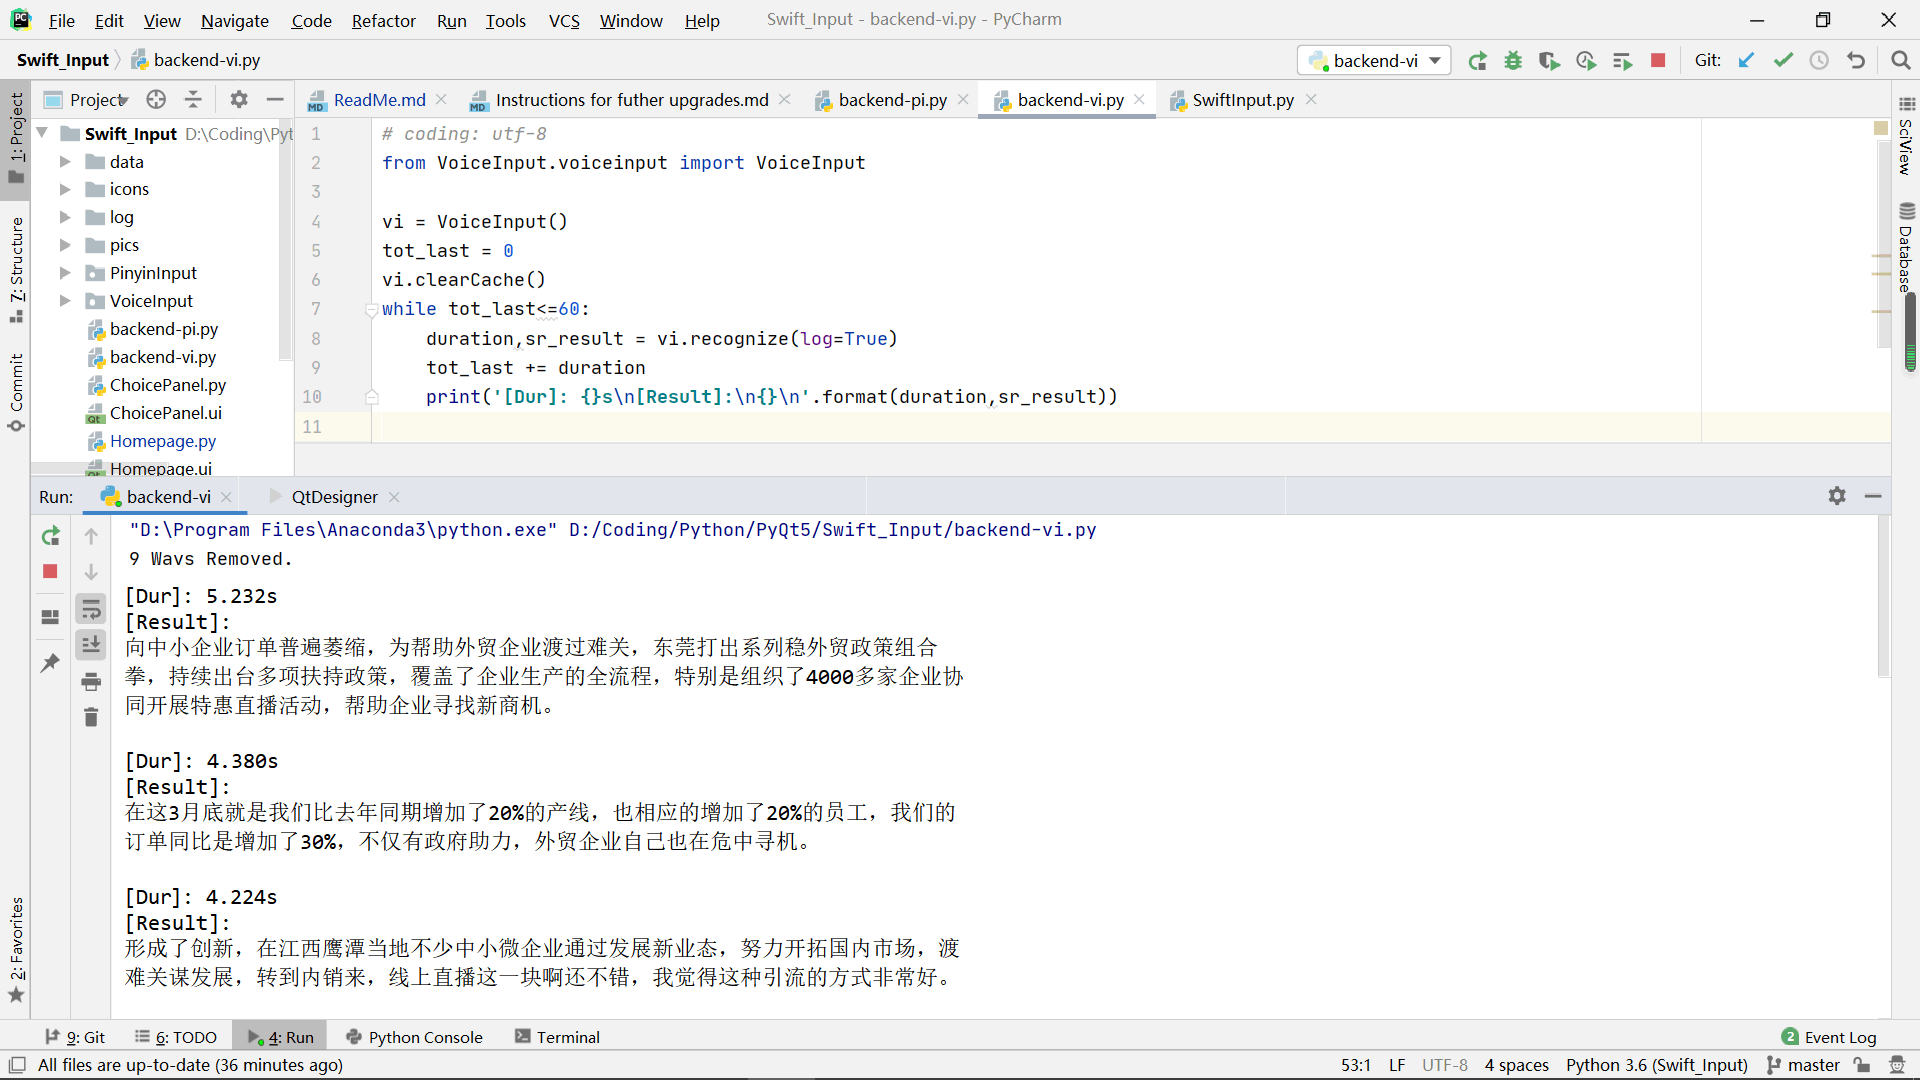 File Edit View Navigate Code Refactor Run Tools VCS Window Help Swift_Input - backend-vi.py - PyCharm
Swift_Input backend-vi.py backend-vi Git:
Project ReadMe.md Instructions for futher upgrades.md backend-pi.py backend-vi.py SwiftInput.py
1: Project
7: Structure
Commit
2: Favorites
SciView
Database
Swift_Input D:\Coding\Pyt
data
icons
log
pics
PinyinInput
VoiceInput
backend-pi.py
backend-vi.py
ChoicePanel.py
ChoicePanel.ui
Homepage.py
Homepage.ui
1 # coding: utf-8
2 from VoiceInput.voiceinput import VoiceInput
3
4 vi = VoiceInput()
5 tot_last = 0
6 vi.clearCache()
7 while tot_last<=60:
8 duration,sr_result = vi.recognize(log=True)
9 tot_last += duration
10 print('[Dur]: {}s\n[Result]:\n{}\n'.format(duration,sr_result))
11
Run: backend-vi QtDesigner
"D:\Program Files\Anaconda3\python.exe" D:/Coding/Python/PyQt5/Swift_Input/backend-vi.py
9 Wavs Removed.
[Dur]: 5.232s
[Result]:
向中小企业订单普遍萎缩，为帮助外贸企业渡过难关，东莞打出系列稳外贸政策组合
拳，持续出台多项扶持政策，覆盖了企业生产的全流程，特别是组织了4000多家企业协
同开展特惠直播活动，帮助企业寻找新商机。
[Dur]: 4.380s
[Result]:
在这3月底就是我们比去年同期增加了20%的产线，也相应的增加了20%的员工，我们的
订单同比是增加了30%，不仅有政府助力，外贸企业自己也在危中寻机。
[Dur]: 4.224s
[Result]:
形成了创新，在江西鹰潭当地不少中小微企业通过发展新业态，努力开拓国内市场，渡
难关谋发展，转到内销来，线上直播这一块啊还不错，我觉得这种引流的方式非常好。
9: Git 6: TODO 4: Run Python Console Terminal 2 Event Log
All files are up-to-date (36 minutes ago) 53:1 LF UTF-8 4 spaces Python 3.6 (Swift_Input) master